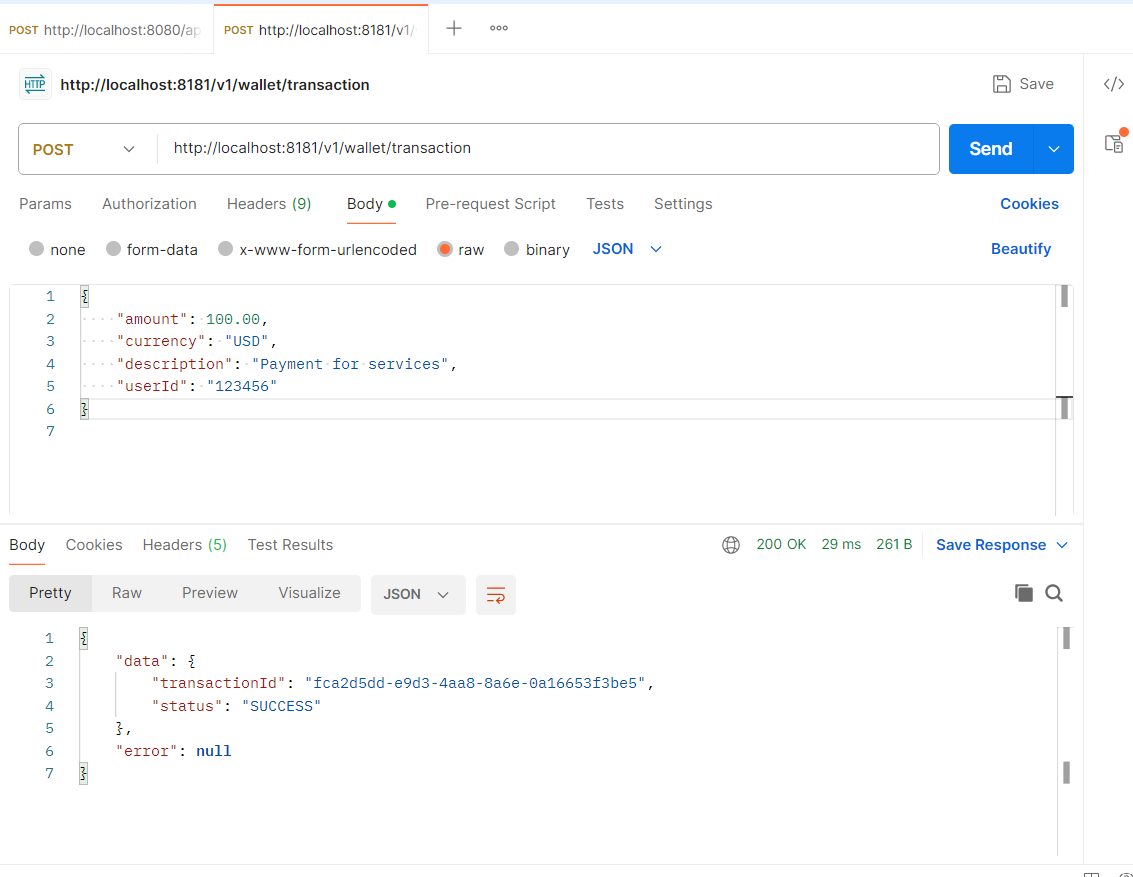 POST http://localhost:8080/ap
POST http://localhost:8181/v1/
HTTP http://localhost:8181/v1/wallet/transaction
Save
POST http://localhost:8181/v1/wallet/transaction
Send
Params Authorization Headers (9) Body Pre-request Script Tests Settings Cookies
none form-data x-www-form-urlencoded raw binary JSON Beautify
1 {
2 "amount": 100.00,
3 "currency": "USD",
4 "description": "Payment for services",
5 "userId": "123456"
6 }
7
Body Cookies Headers (5) Test Results 200 OK 29 ms 261 B Save Response
Pretty Raw Preview Visualize JSON
1 {
2 "data": {
3 "transactionId": "fca2d5dd-e9d3-4aa8-8a6e-0a16653f3be5",
4 "status": "SUCCESS"
5 },
6 "error": null
7 }